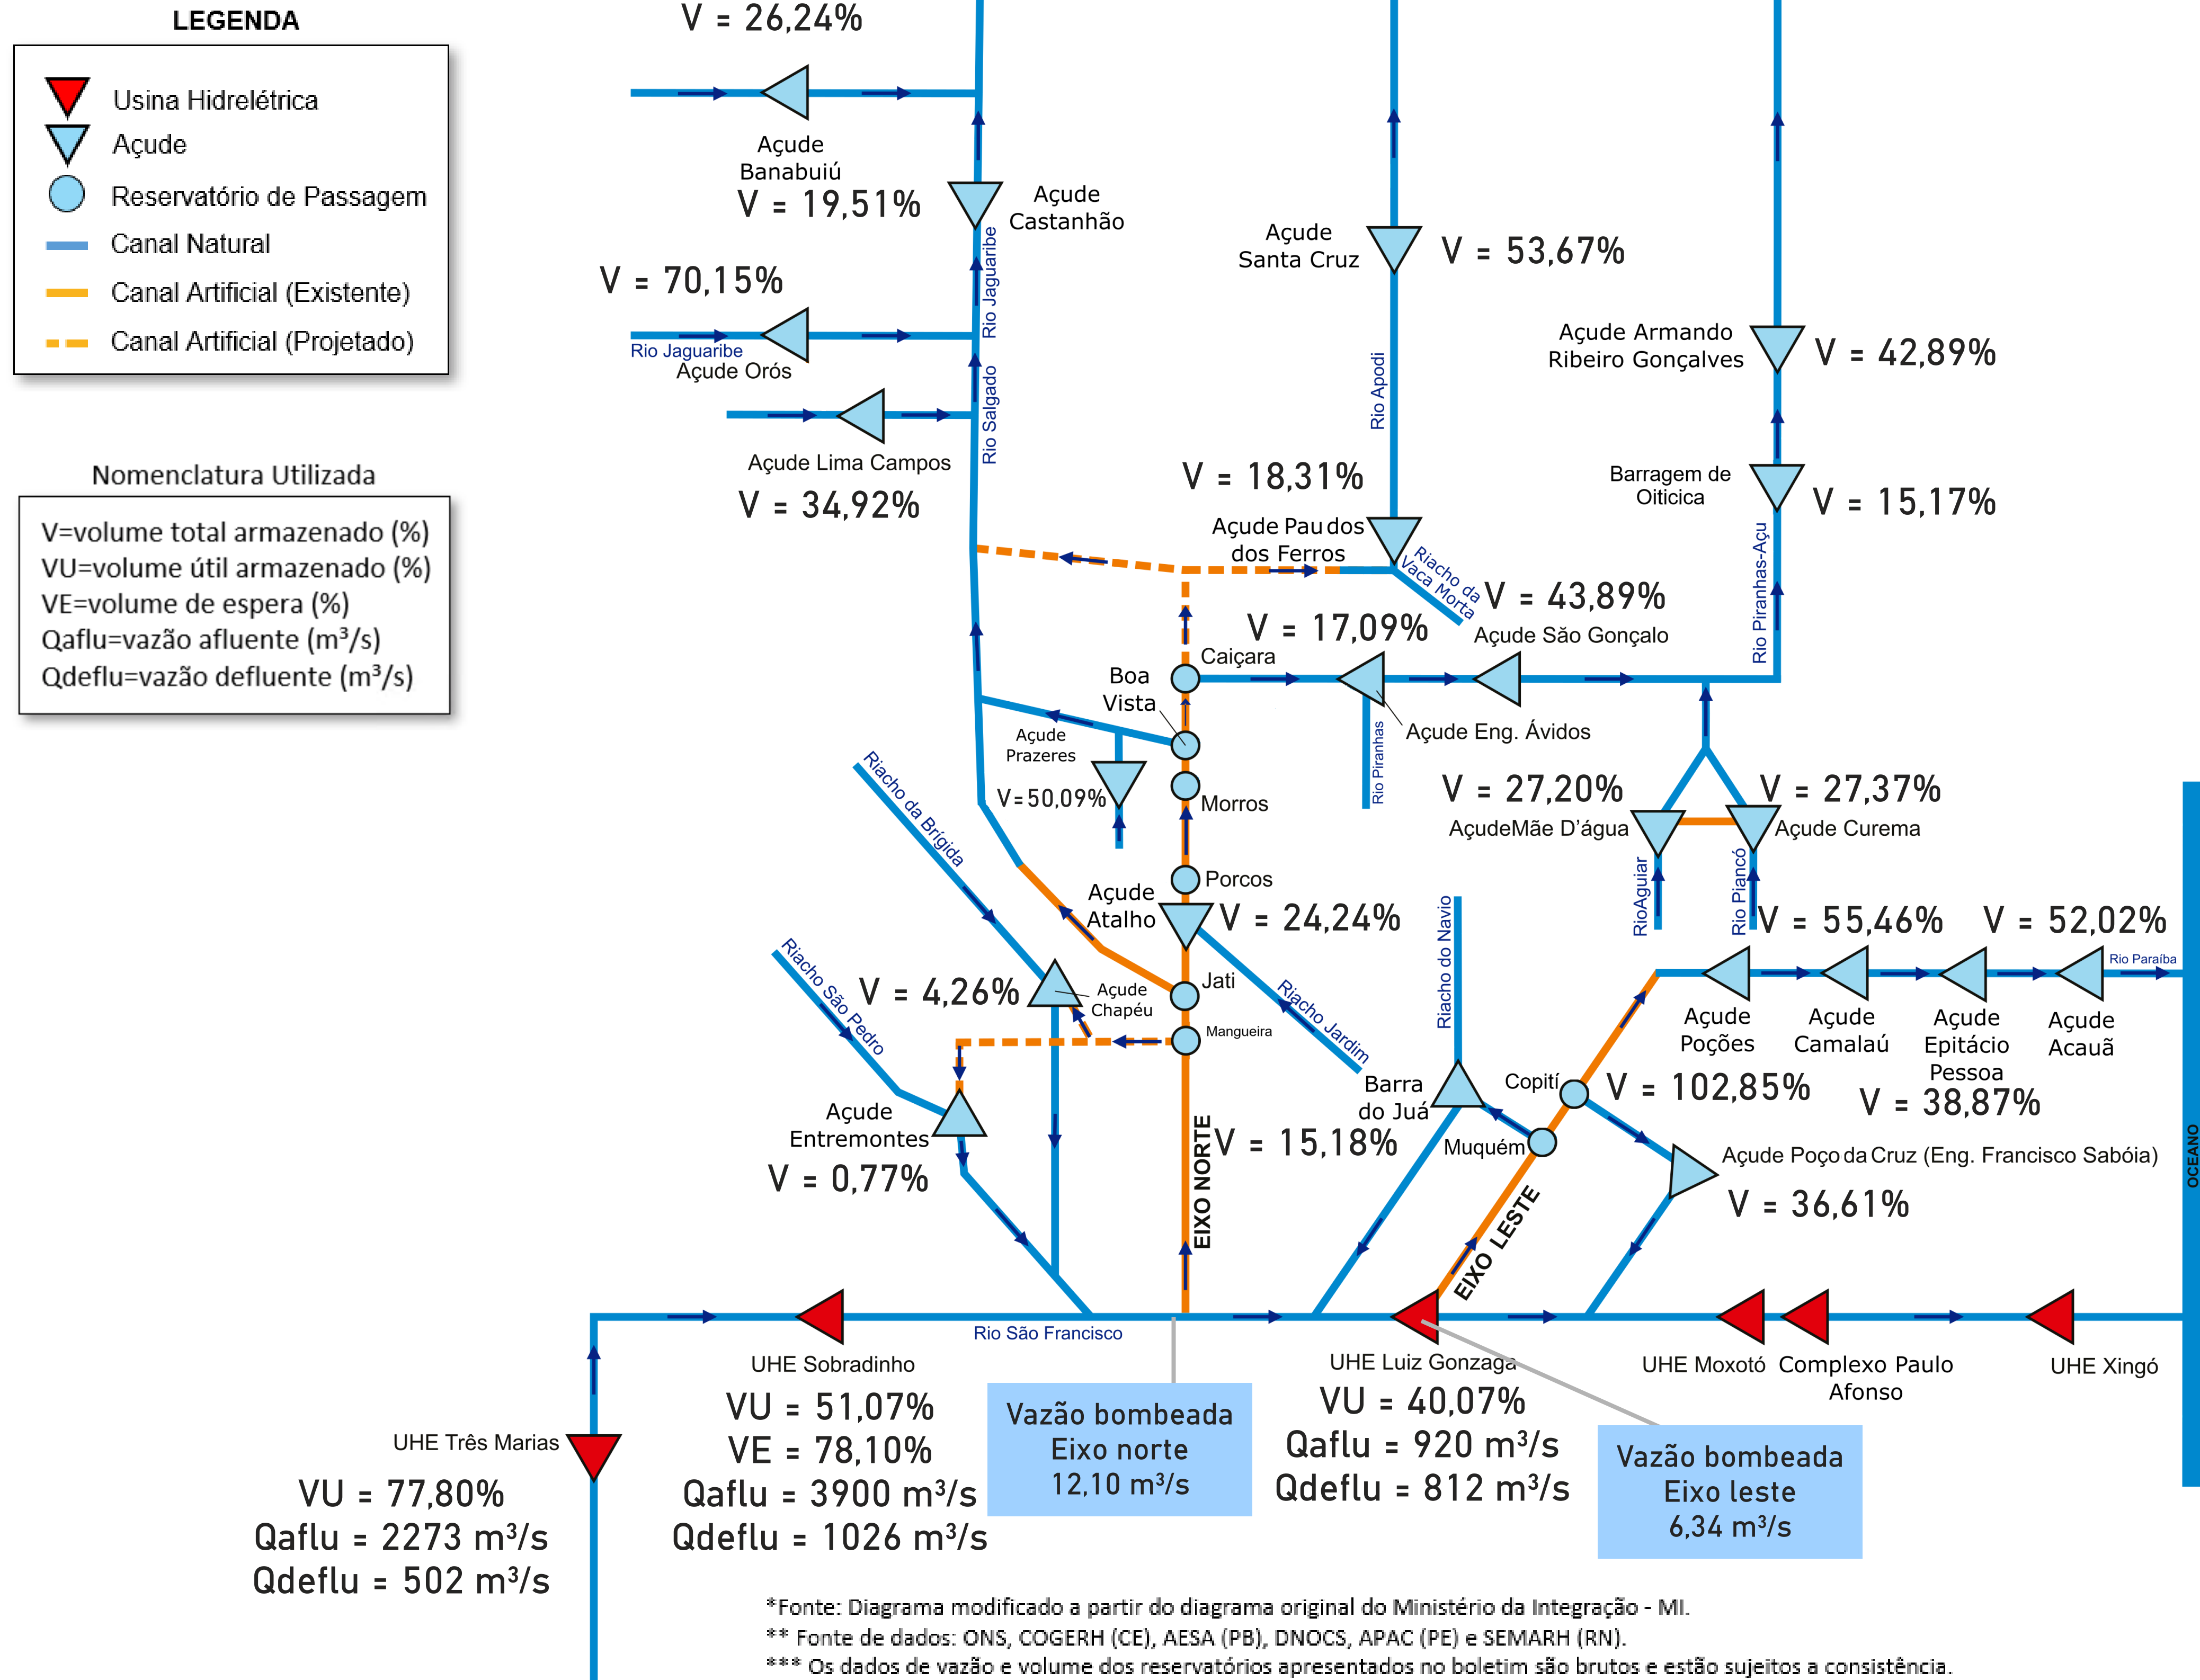 LEGENDA
Usina Hidrelétrica
Açude
Reservatório de Passagem
Canal Natural
Canal Artificial (Existente)
Canal Artificial (Projetado)
Nomenclatura Utilizada
V=volume total armazenado (%)
VU=volume útil armazenado (%)
VE=volume de espera (%)
Qaflu=vazão afluente (m³/s)
Qdeflu=vazão defluente (m³/s)
V = 26,24%
Açude
Banabuiú
V = 19,51%
Açude
Castanhão
Rio Jaguaribe
V = 70,15%
Rio Jaguaribe
Açude Orós
Rio Salgado
Açude Lima Campos
V = 34,92%
Açude
Santa Cruz
V = 53,67%
Rio Apodi
V = 18,31%
Açude Pau dos
dos Ferros
Riacho da
Vaca Morta
Açude Armando
Ribeiro Gonçalves
V = 42,89%
Barragem de
Oiticica
V = 15,17%
Rio Piranhas-Açu
V = 43,89%
Açude São Gonçalo
V = 17,09%
Caiçara
Boa
Vista
Açude Eng. Ávidos
Rio Piranhas
Açude
Prazeres
V = 50,09%
Morros
Porcos
Açude
Atalho
V = 24,24%
Jati
Mangueira
Riacho Jardim
Riacho da Brígida
Riacho São Pedro
V = 4,26%
Açude
Chapéu
Açude
Entremontes
V = 0,77%
EIXO NORTE
V = 27,20%
AçudeMãe D'água
V = 27,37%
Açude Curema
RioAguiar
Rio Piancó
V = 55,46%
V = 52,02%
Rio Paraíba
Açude
Poções
Açude
Camalaú
Açude
Epitácio
Pessoa
Açude
Acauã
V = 102,85%
V = 38,87%
Riacho do Navio
Barra
do Juá
V = 15,18%
Copití
Muquém
EIXO LESTE
Açude Poço da Cruz (Eng. Francisco Sabóia)
V = 36,61%
OCEANO
Rio São Francisco
UHE Sobradinho
VU = 51,07%
VE = 78,10%
Qaflu = 3900 m³/s
Qdeflu = 1026 m³/s
UHE Três Marias
VU = 77,80%
Qaflu = 2273 m³/s
Qdeflu = 502 m³/s
Vazão bombeada
Eixo norte
12,10 m³/s
UHE Luiz Gonzaga
VU = 40,07%
Qaflu = 920 m³/s
Qdeflu = 812 m³/s
Vazão bombeada
Eixo leste
6,34 m³/s
UHE Moxotó
Complexo Paulo
Afonso
UHE Xingó
*Fonte: Diagrama modificado a partir do diagrama original do Ministério da Integração - MI.
** Fonte de dados: ONS, COGERH (CE), AESA (PB), DNOCS, APAC (PE) e SEMARH (RN).
*** Os dados de vazão e volume dos reservatórios apresentados no boletim são brutos e estão sujeitos a consistência.